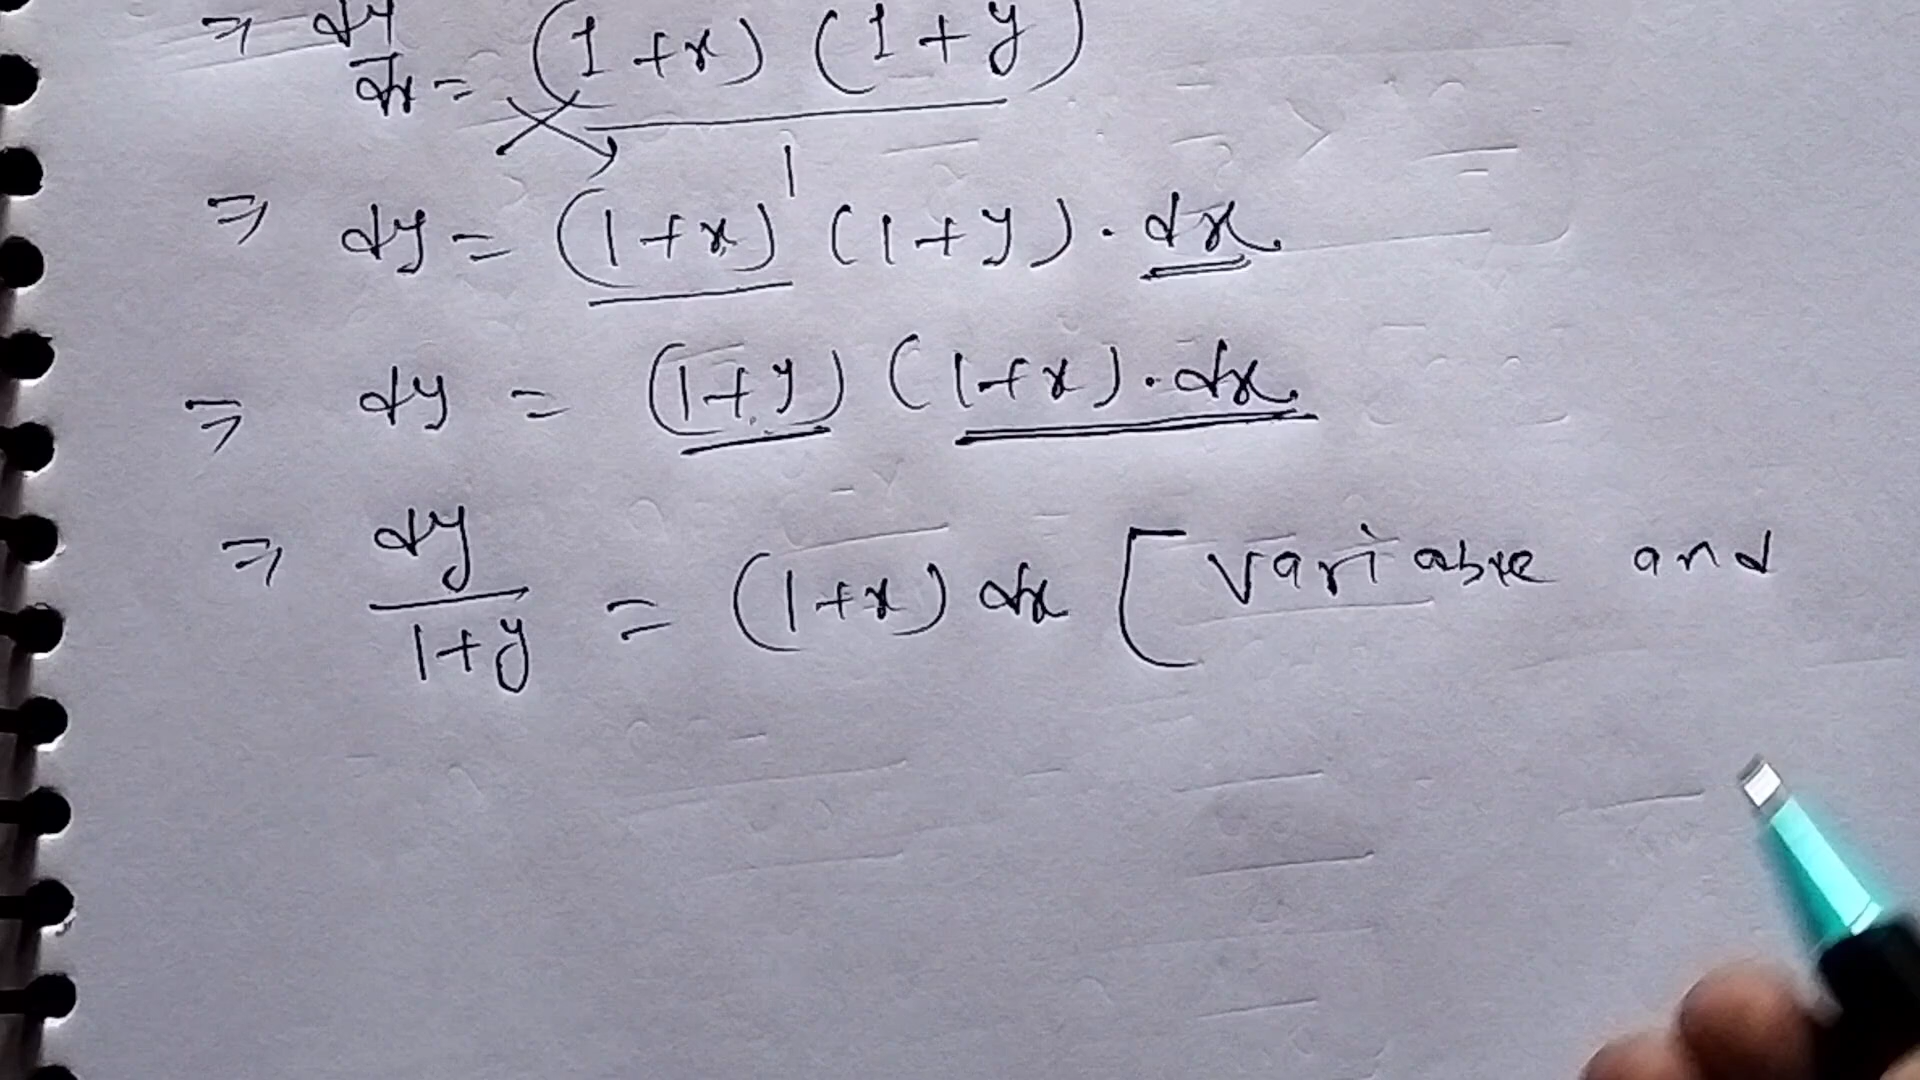 ⇒ dy/dx = (1+x) (1+y)
⇒ dy = (1+x) (1+y) · dx
⇒ dy = (1+y) (1+x) · dx
⇒ dy/1+y = (1+x) dx [ Variable and